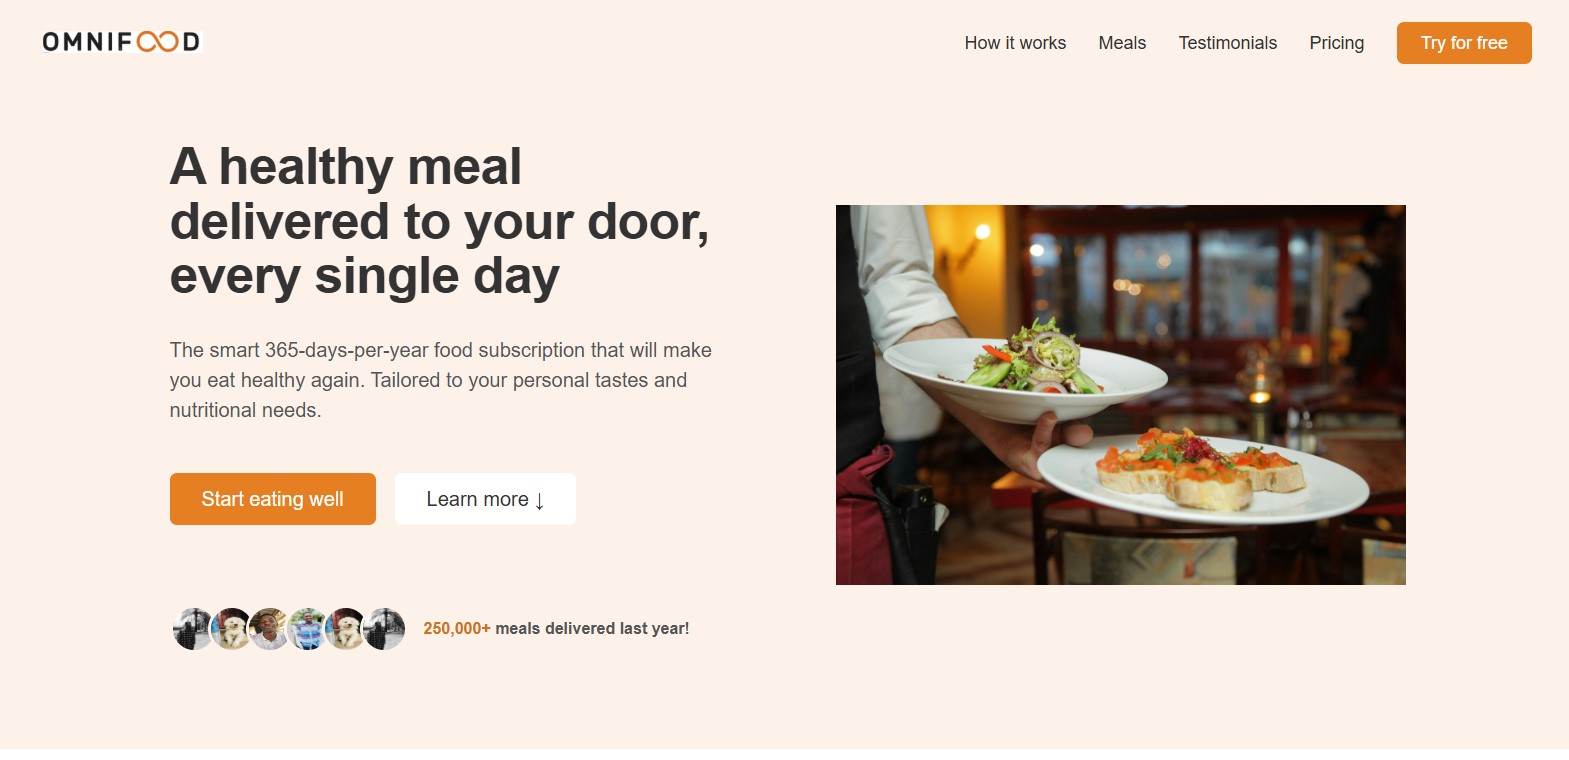 OMNIFOOD
How it works Meals Testimonials Pricing Try for free
A healthy meal
delivered to your door,
every single day
The smart 365-days-per-year food subscription that will make
you eat healthy again. Tailored to your personal tastes and
nutritional needs.
Start eating well Learn more ↓
250,000+ meals delivered last year!